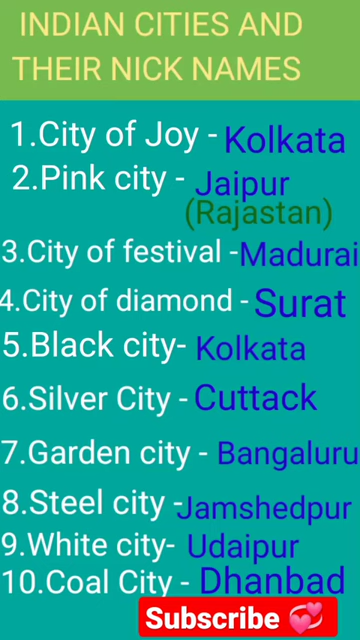 INDIAN CITIES AND
THEIR NICK NAMES
1.City of Joy - Kolkata
2.Pink city - Jaipur
(Rajastan)
3.City of festival -Madurai
4.City of diamond - Surat
5.Black city- Kolkata
6.Silver City - Cuttack
7.Garden city - Bangaluru
8.Steel city -Jamshedpur
9.White city- Udaipur
10.Coal City - Dhanbad
Subscribe